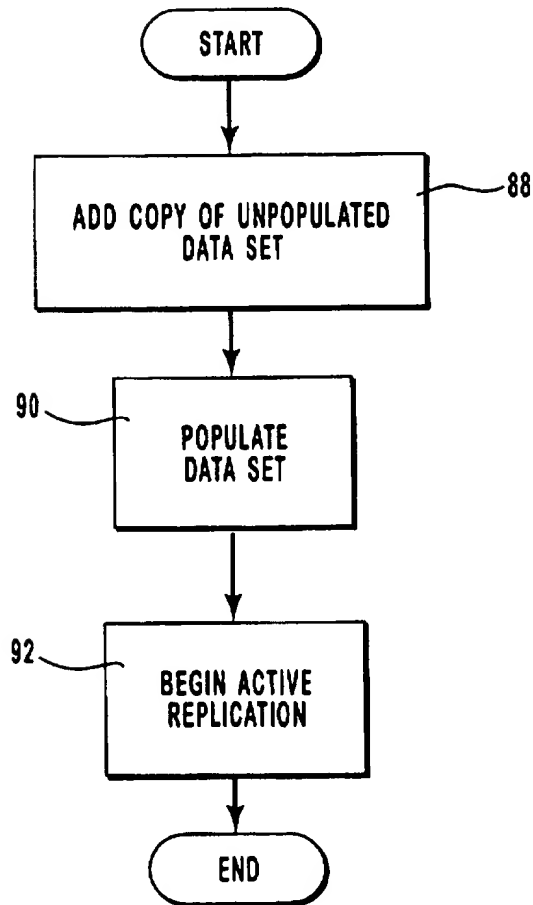 START
ADD COPY OF UNPOPULATED
DATA SET
88
90
POPULATE
DATA SET
92
BEGIN ACTIVE
REPLICATION
END